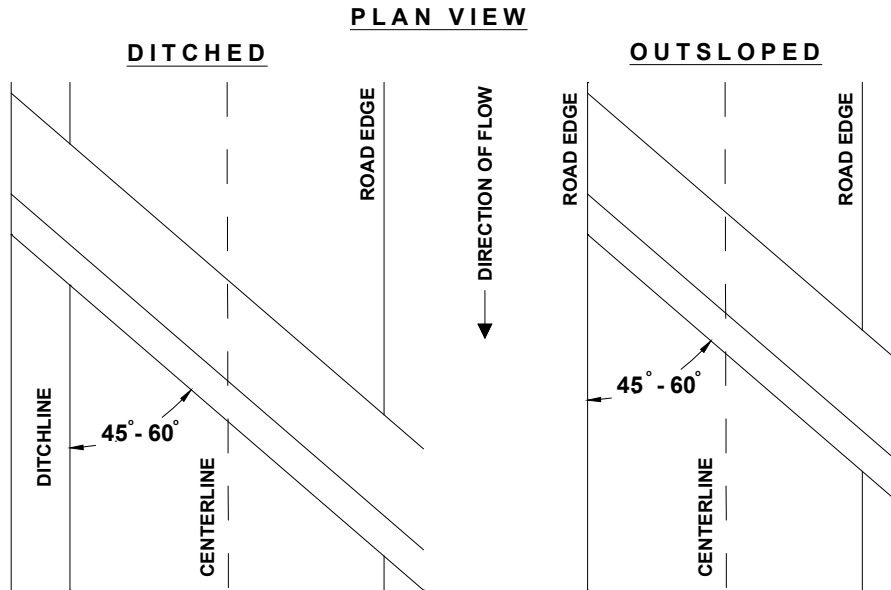 PLAN VIEW
DITCHED
OUTSLOPED
ROAD EDGE
DIRECTION OF FLOW
ROAD EDGE
ROAD EDGE
45° - 60°
DITCHLINE
CENTERLINE
45° - 60°
CENTERLINE